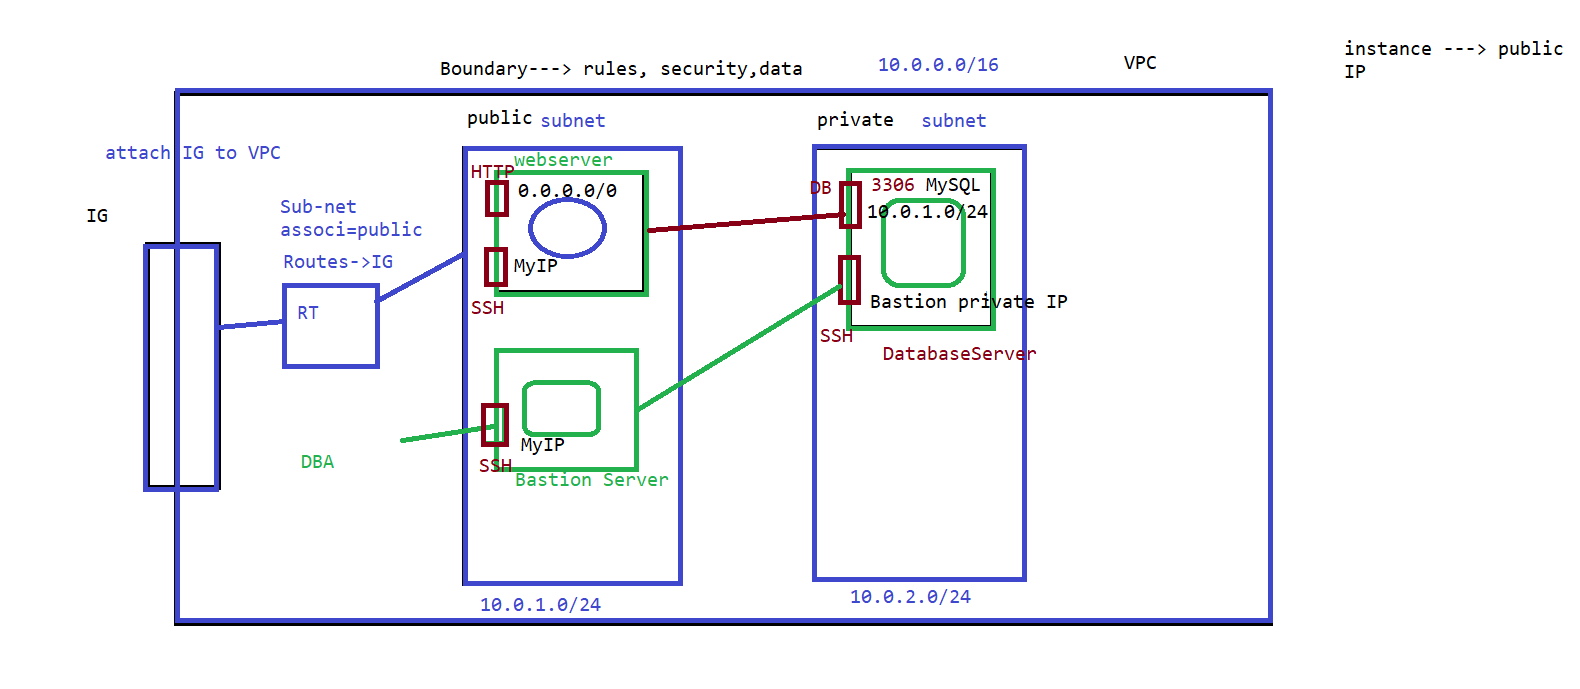 Boundary---> rules, security,data
10.0.0.0/16
VPC
instance ---> public
IP
public subnet
private subnet
attach IG to VPC
IG
Sub-net
associ=public
Routes->IG
RT
webserver
HTTP
0.0.0.0/0
MyIP
SSH
DB
3306 MySQL
10.0.1.0/24
Bastion private IP
SSH
DatabaseServer
DBA
MyIP
SSH
Bastion Server
10.0.1.0/24
10.0.2.0/24